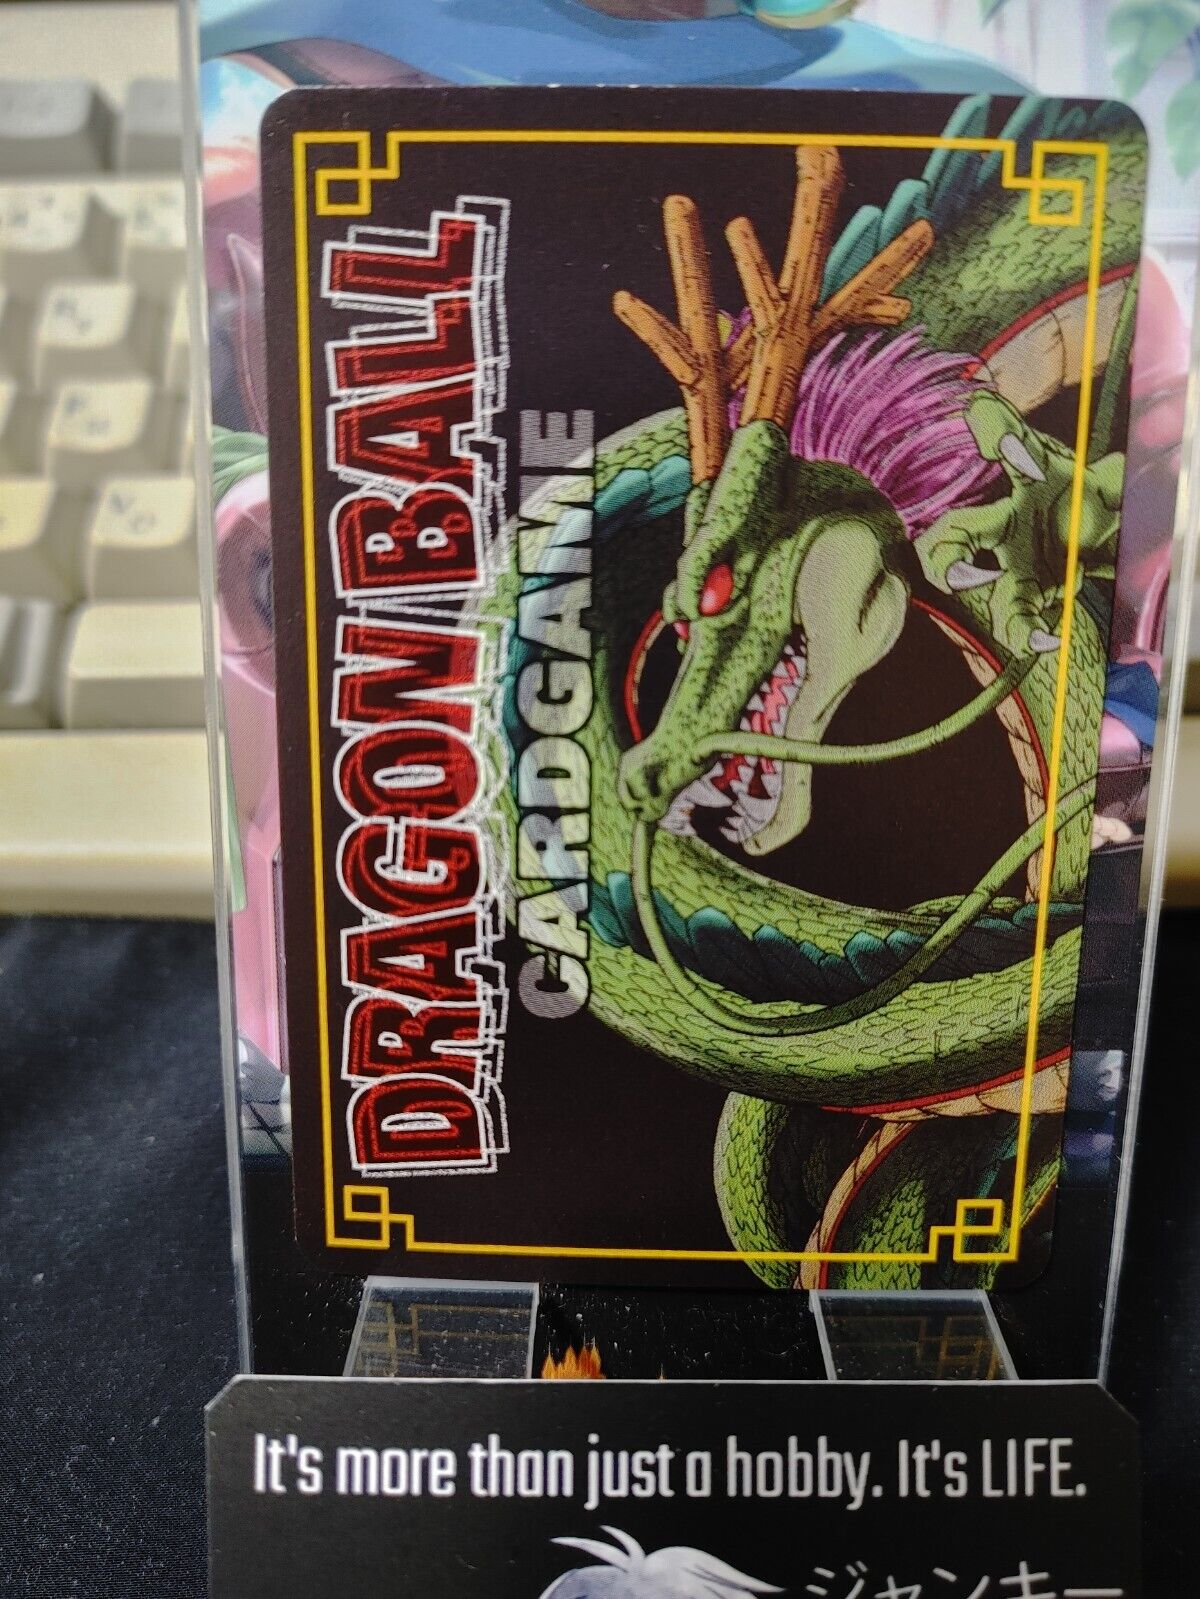 DRAGON BALL
CARDGAME
It's more than just a hobby. It's LIFE.
ジャンキー